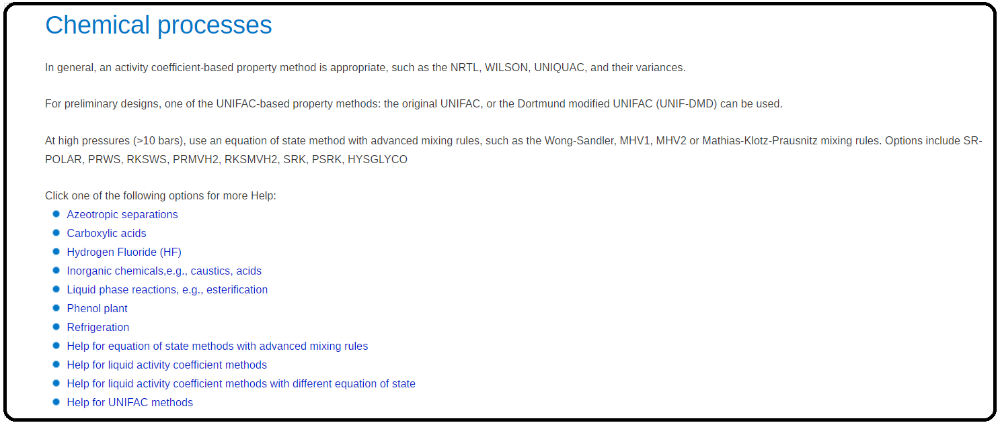 Chemical processes
In general, an activity coefficient-based property method is appropriate, such as the NRTL, WILSON, UNIQUAC, and their variances.
For preliminary designs, one of the UNIFAC-based property methods: the original UNIFAC, or the Dortmund modified UNIFAC (UNIF-DMD) can be used.
At high pressures (>10 bars), use an equation of state method with advanced mixing rules, such as the Wong-Sandler, MHV1, MHV2 or Mathias-Klotz-Prausnitz mixing rules. Options include SR-
POLAR, PRWS, RKSWS, PRMVH2, RKSMVH2, SRK, PSRK, HYSGLYCO
Click one of the following options for more Help:
Azeotropic separations
Carboxylic acids
Hydrogen Fluoride (HF)
Inorganic chemicals,e.g., caustics, acids
Liquid phase reactions, e.g., esterification
Phenol plant
Refrigeration
Help for equation of state methods with advanced mixing rules
Help for liquid activity coefficient methods
Help for liquid activity coefficient methods with different equation of state
Help for UNIFAC methods